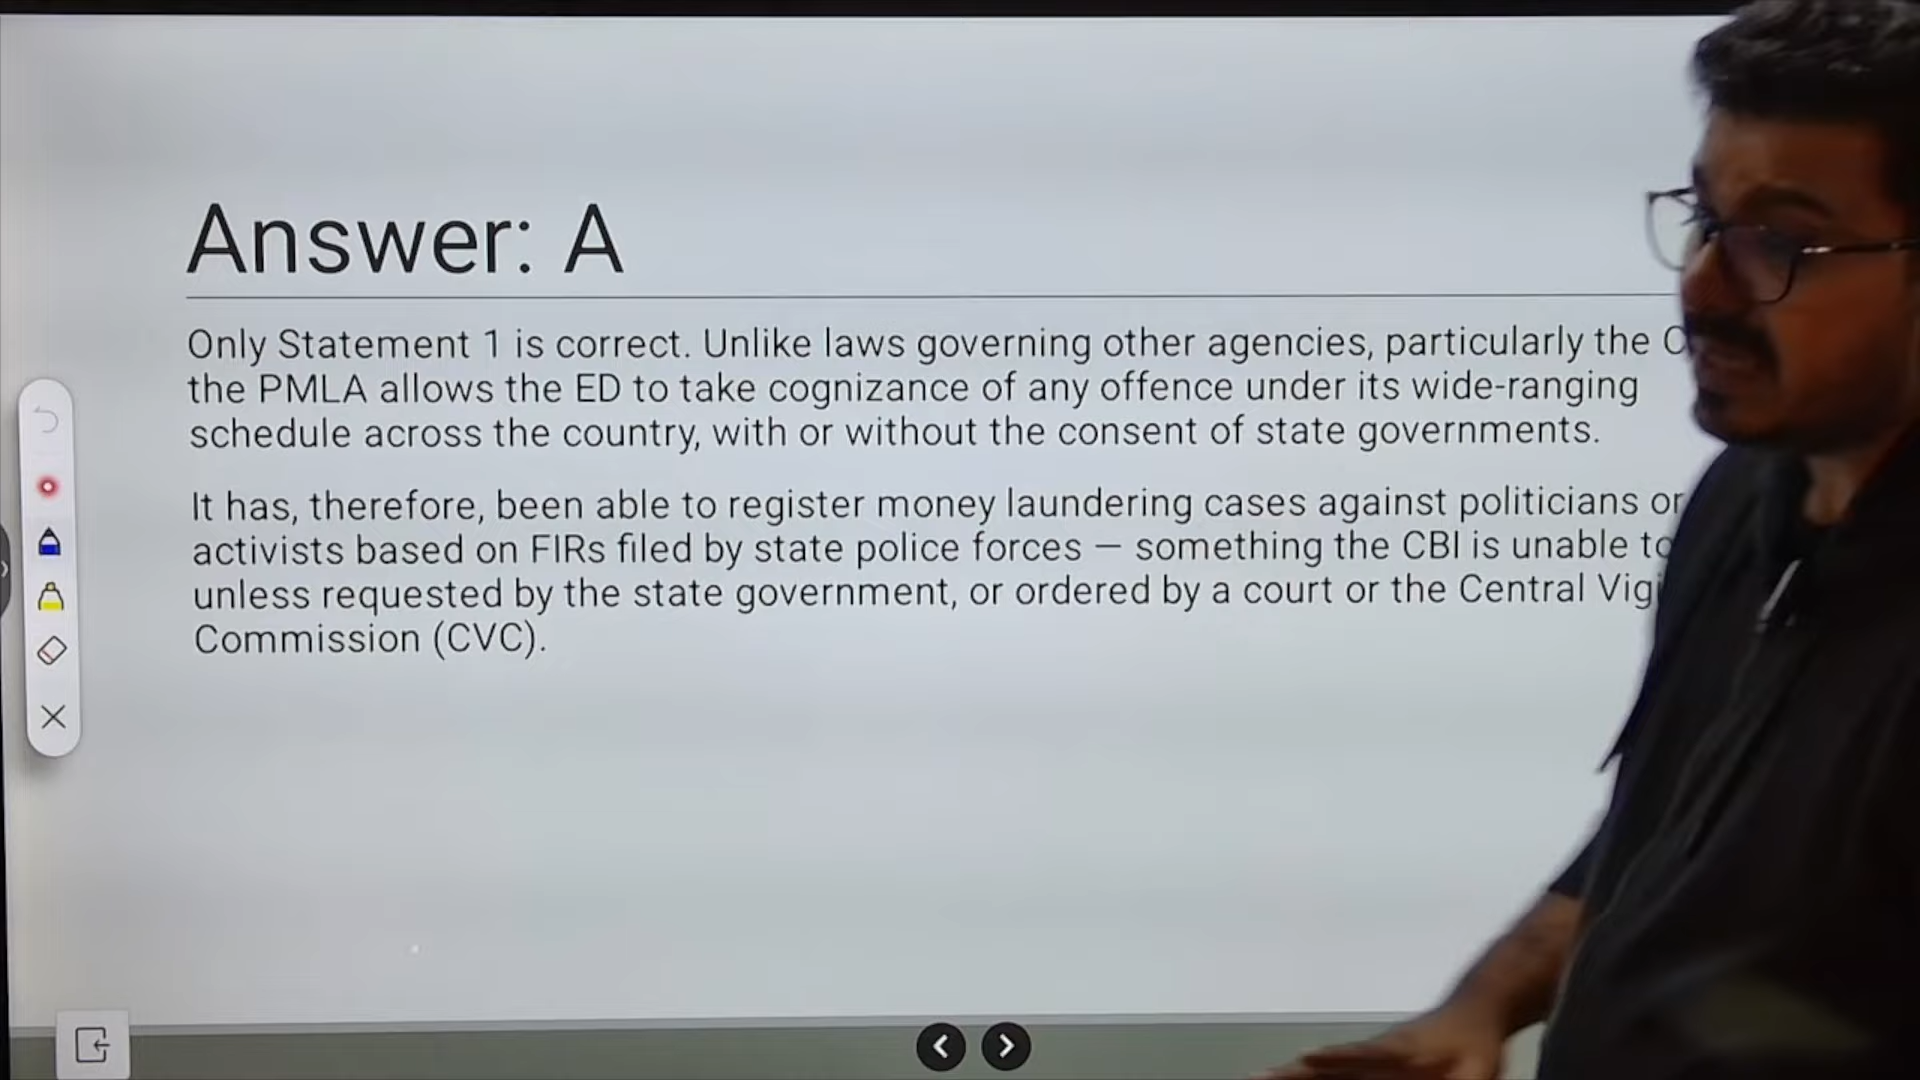 Answer: A
Only Statement 1 is correct. Unlike laws governing other agencies, particularly the
the PMLA allows the ED to take cognizance of any offence under its wide-ranging
schedule across the country, with or without the consent of state governments.
It has, therefore, been able to register money laundering cases against politicians or
activists based on FIRs filed by state police forces — something the CBI is unable to
unless requested by the state government, or ordered by a court or the Central
Commission (CVC).